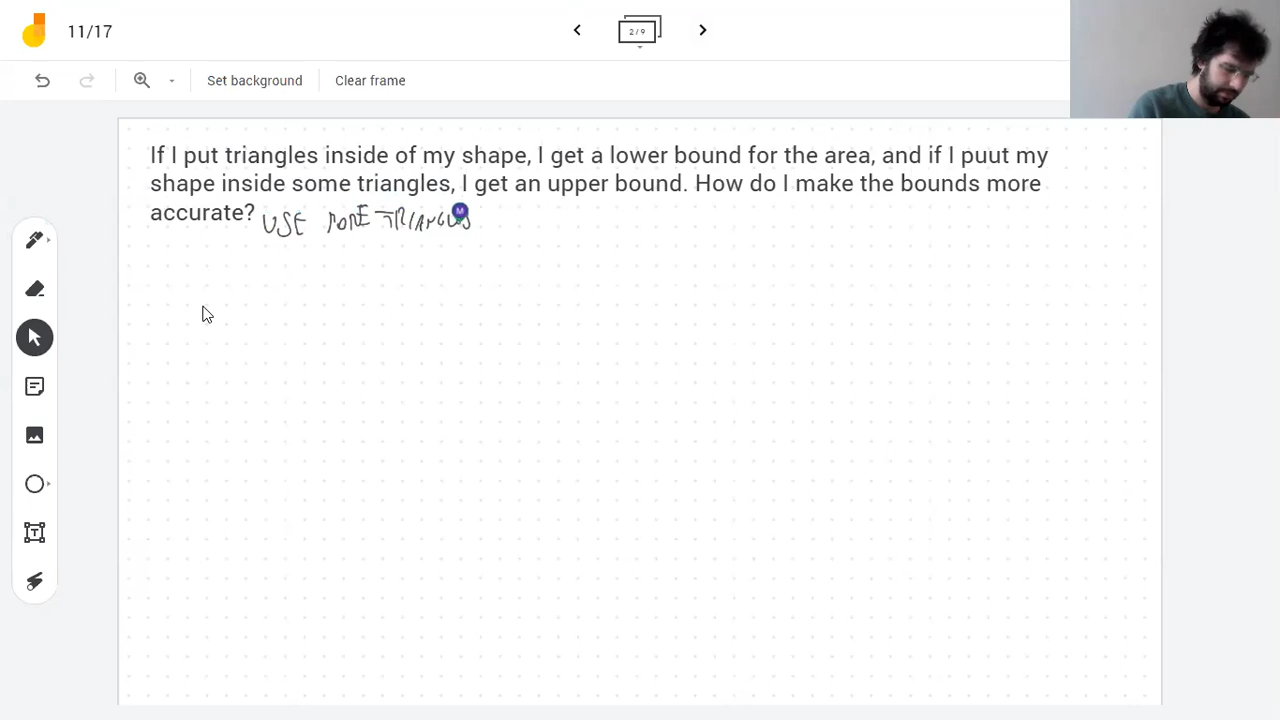 11/17
2 / 9
Set background
Clear frame
If I put triangles inside of my shape, I get a lower bound for the area, and if I puut my
shape inside some triangles, I get an upper bound. How do I make the bounds more
accurate? USE MORE TRIANGLES
M